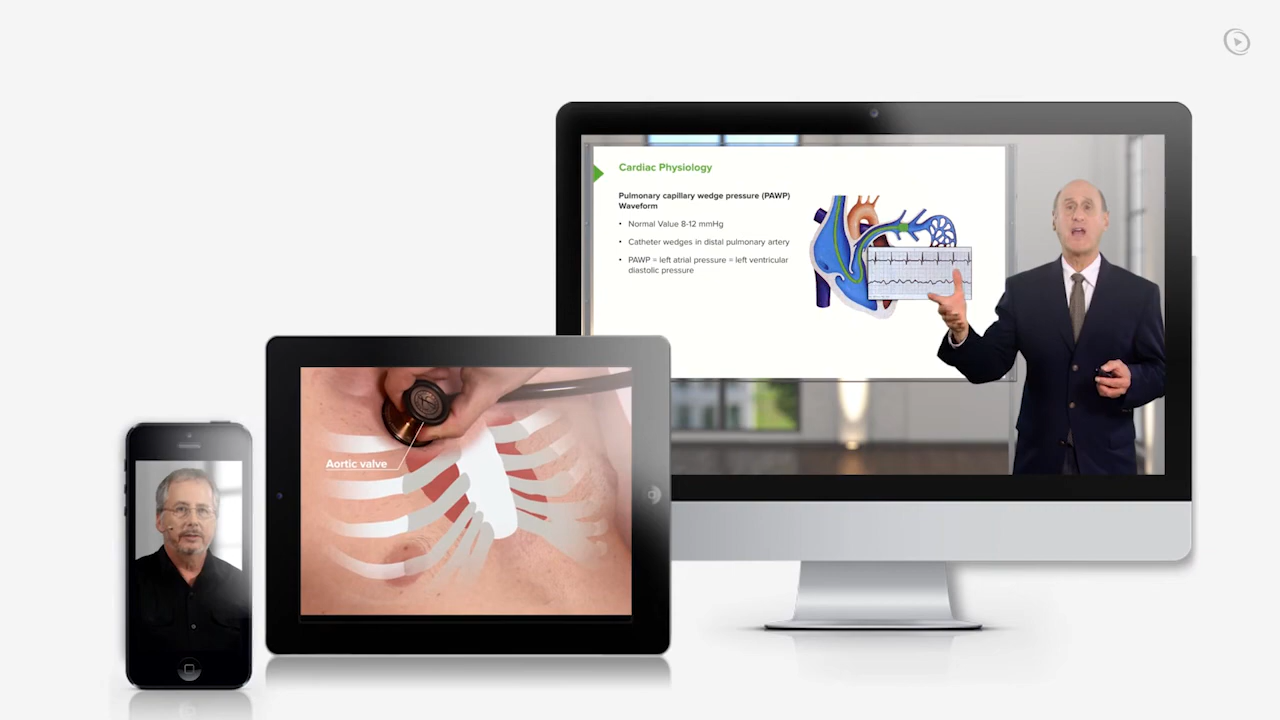 Cardiac Physiology
Pulmonary capillary wedge pressure (PAWP)
Waveform
• Normal Value 8-12 mmHg
• Catheter wedges in distal pulmonary artery
• PAWP = left atrial pressure = left ventricular
diastolic pressure
Aortic valve